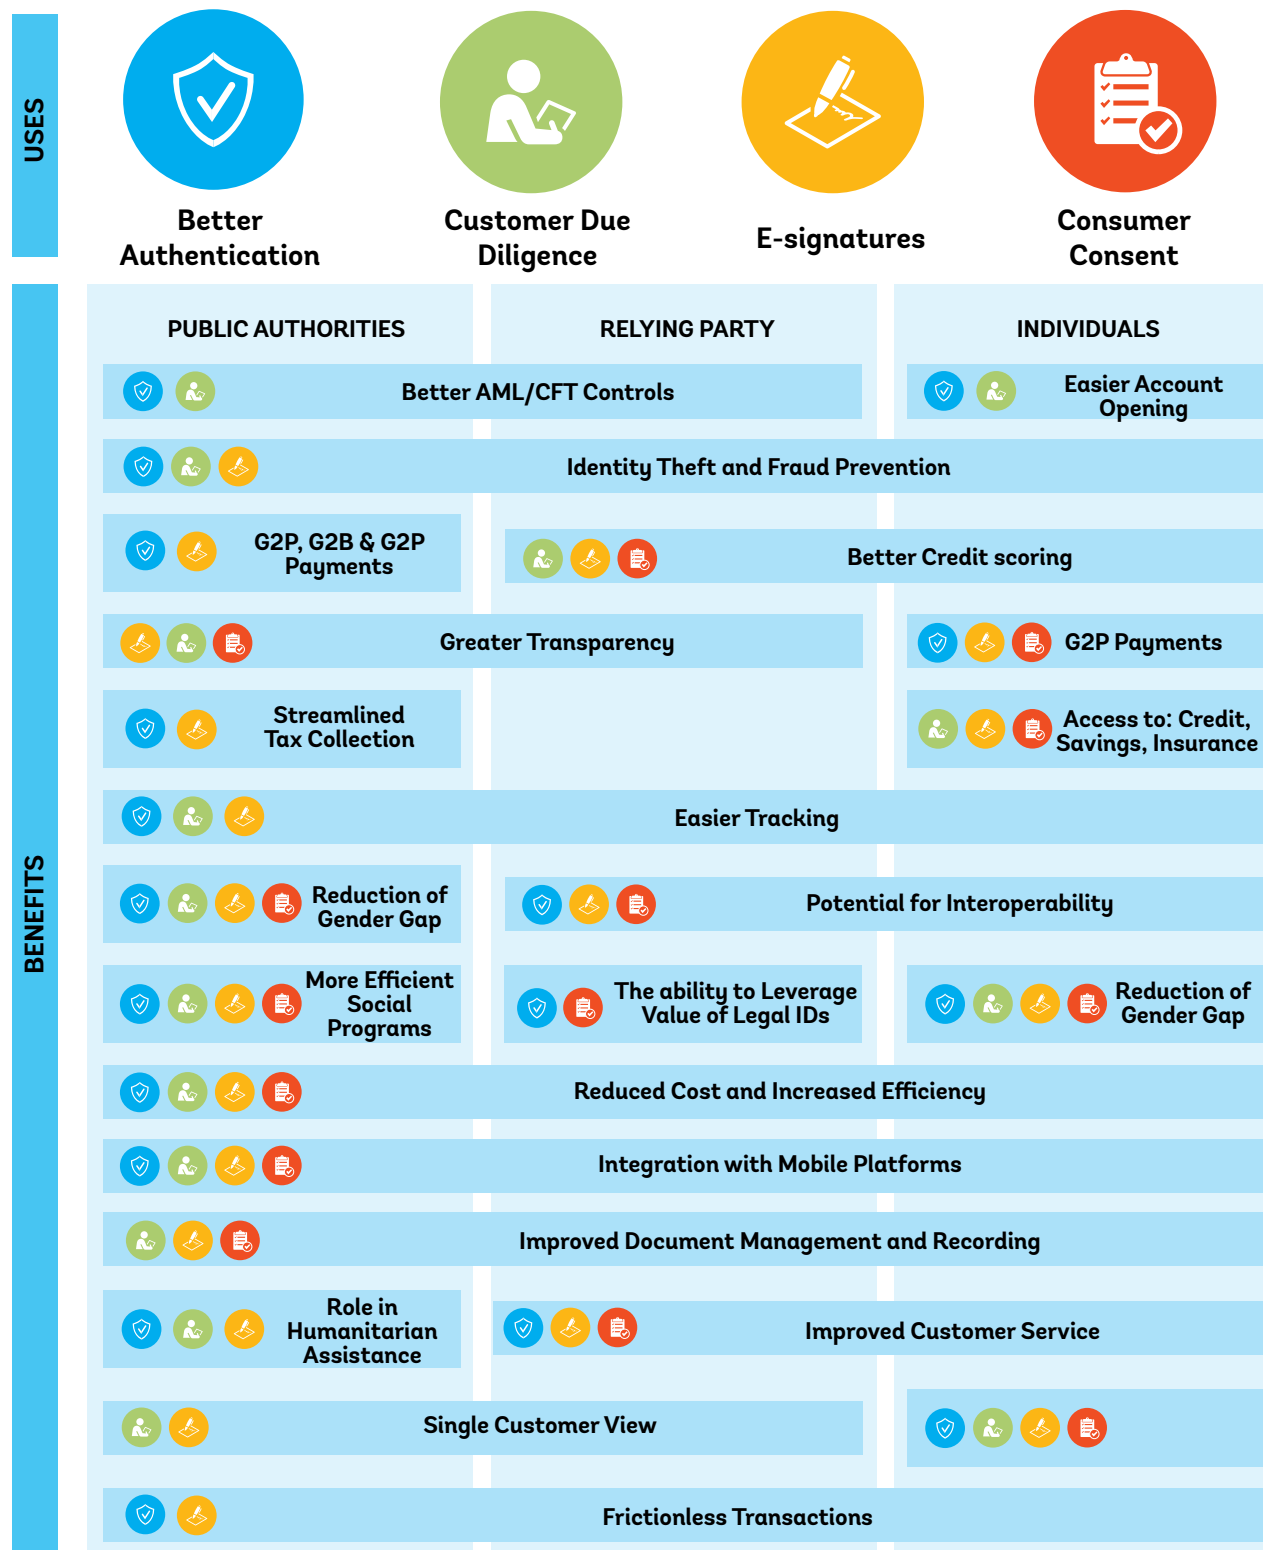 USES
Better
Authentication
Customer Due
Diligence
E-signatures
Consumer
Consent
BENEFITS
PUBLIC AUTHORITIES
RELYING PARTY
INDIVIDUALS
Better AML/CFT Controls
Easier Account
Opening
Identity Theft and Fraud Prevention
G2P, G2B & G2P
Payments
Better Credit scoring
Greater Transparency
G2P Payments
Streamlined
Tax Collection
Access to: Credit,
Savings, Insurance
Easier Tracking
Reduction of
Gender Gap
Potential for Interoperability
More Efficient
Social
Programs
The ability to Leverage
Value of Legal IDs
Reduction of
Gender Gap
Reduced Cost and Increased Efficiency
Integration with Mobile Platforms
Improved Document Management and Recording
Role in
Humanitarian
Assistance
Improved Customer Service
Single Customer View
Frictionless Transactions